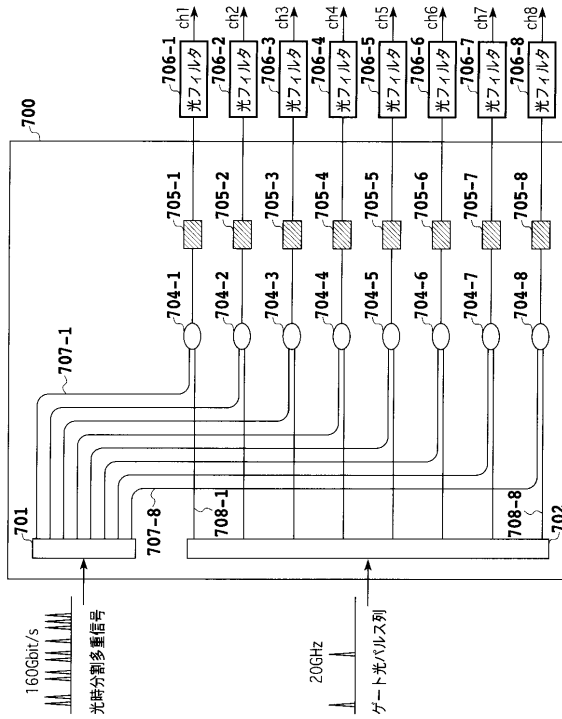 700
701
702
160Gbit/s
光時分割多重信号
20GHz
ゲート光パルス列
707-1
707-8
708-1
708-8
704-1
704-2
704-3
704-4
704-5
704-6
704-7
704-8
705-1
705-2
705-3
705-4
705-5
705-6
705-7
705-8
706-1
光フィルタ
ch1
706-2
光フィルタ
ch2
706-3
光フィルタ
ch3
706-4
光フィルタ
ch4
706-5
光フィルタ
ch5
706-6
光フィルタ
ch6
706-7
光フィルタ
ch7
706-8
光フィルタ
ch8